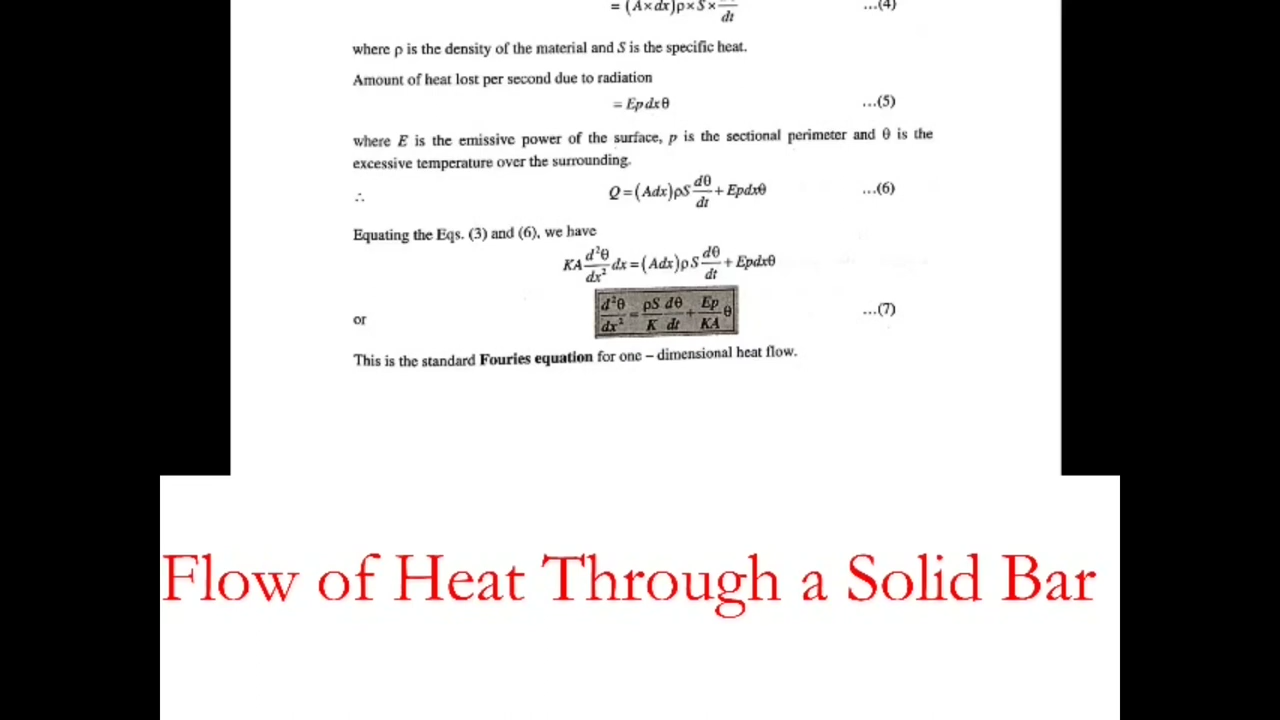 = (A×dx)ρ×S× dt ...(4)
where ρ is the density of the material and S is the specific heat.
Amount of heat lost per second due to radiation
= Epdxθ ...(5)
where E is the emissive power of the surface, p is the sectional perimeter and θ is the
excessive temperature over the surrounding.
∴ Q=(Adx)ρS dθ/dt + Epdxθ ...(6)
Equating the Eqs. (3) and (6), we have
KA d²θ/dx² dx=(Adx)ρS dθ/dt + Epdxθ
or d²θ/dx² = ρS/K dθ/dt + Ep/KA θ ...(7)
This is the standard Fouries equation for one – dimensional heat flow.
Flow of Heat Through a Solid Bar